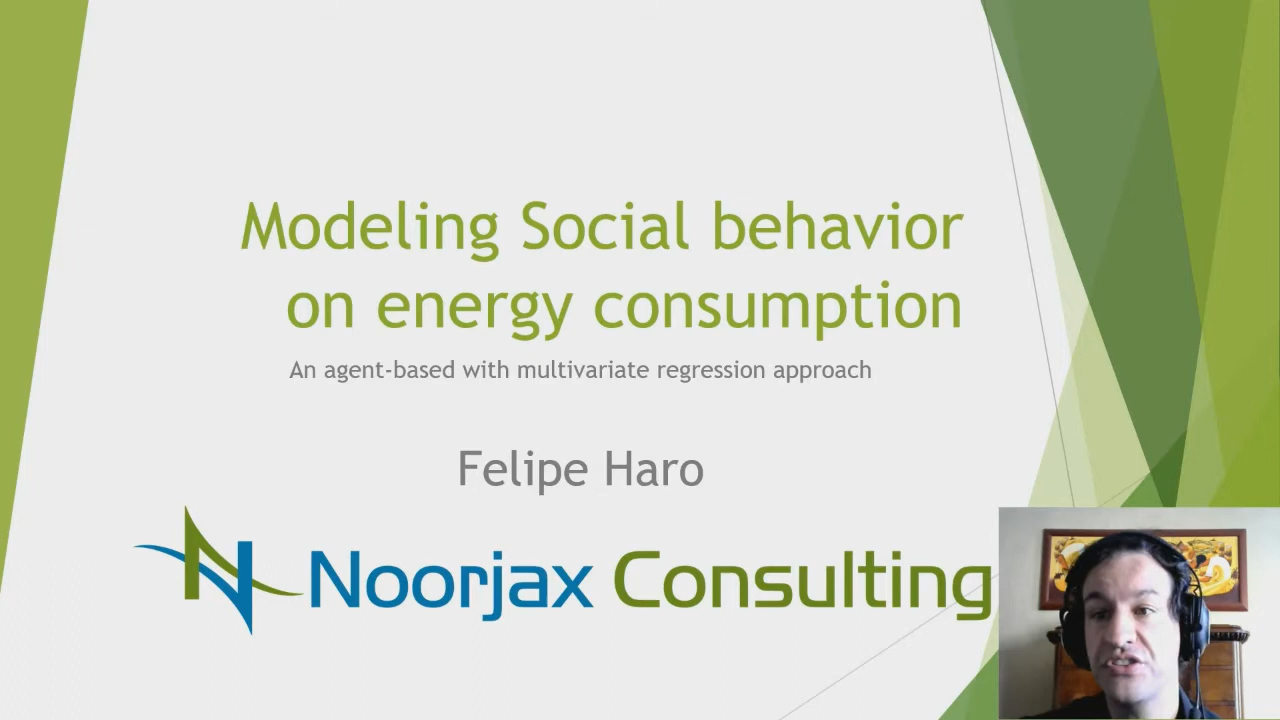 Modeling Social behavior
on energy consumption
An agent-based with multivariate regression approach
Felipe Haro
Noorjax Consulting